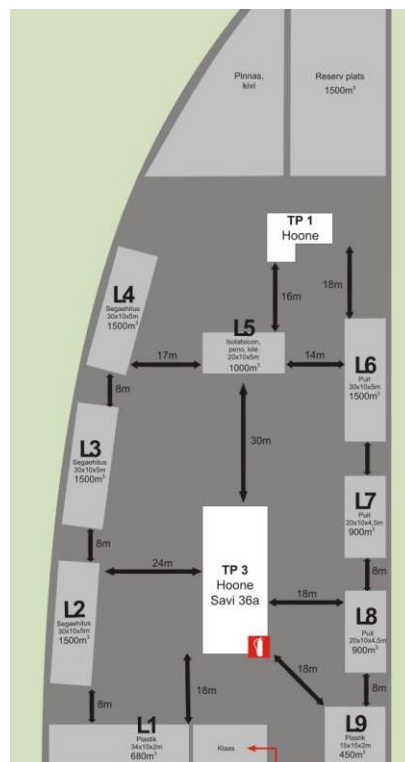 Pinnas,
kivi
Reserv plats
1500m³
TP 1
Hoone
18m
16m
L4
Segaehitus
30x10x5m
1500m³
L5
Isolatsioon,
peno, kile
20x10x5m
1000m³
17m
14m
L6
Puit
30x10x5m
1500m³
8m
L3
Segaehitus
30x10x5m
1500m³
30m
L7
Puit
20x10x4,5m
900m³
8m
8m
24m
TP 3
Hoone
Savi 36a
L2
Segaehitus
30x10x5m
1500m³
18m
L8
Puit
20x10x4,5m
900m³
18m
18m
8m
8m
L1
Plastik
34x10x2m
680m³
Klaas
L9
Plastik
15x15x2m
450m³